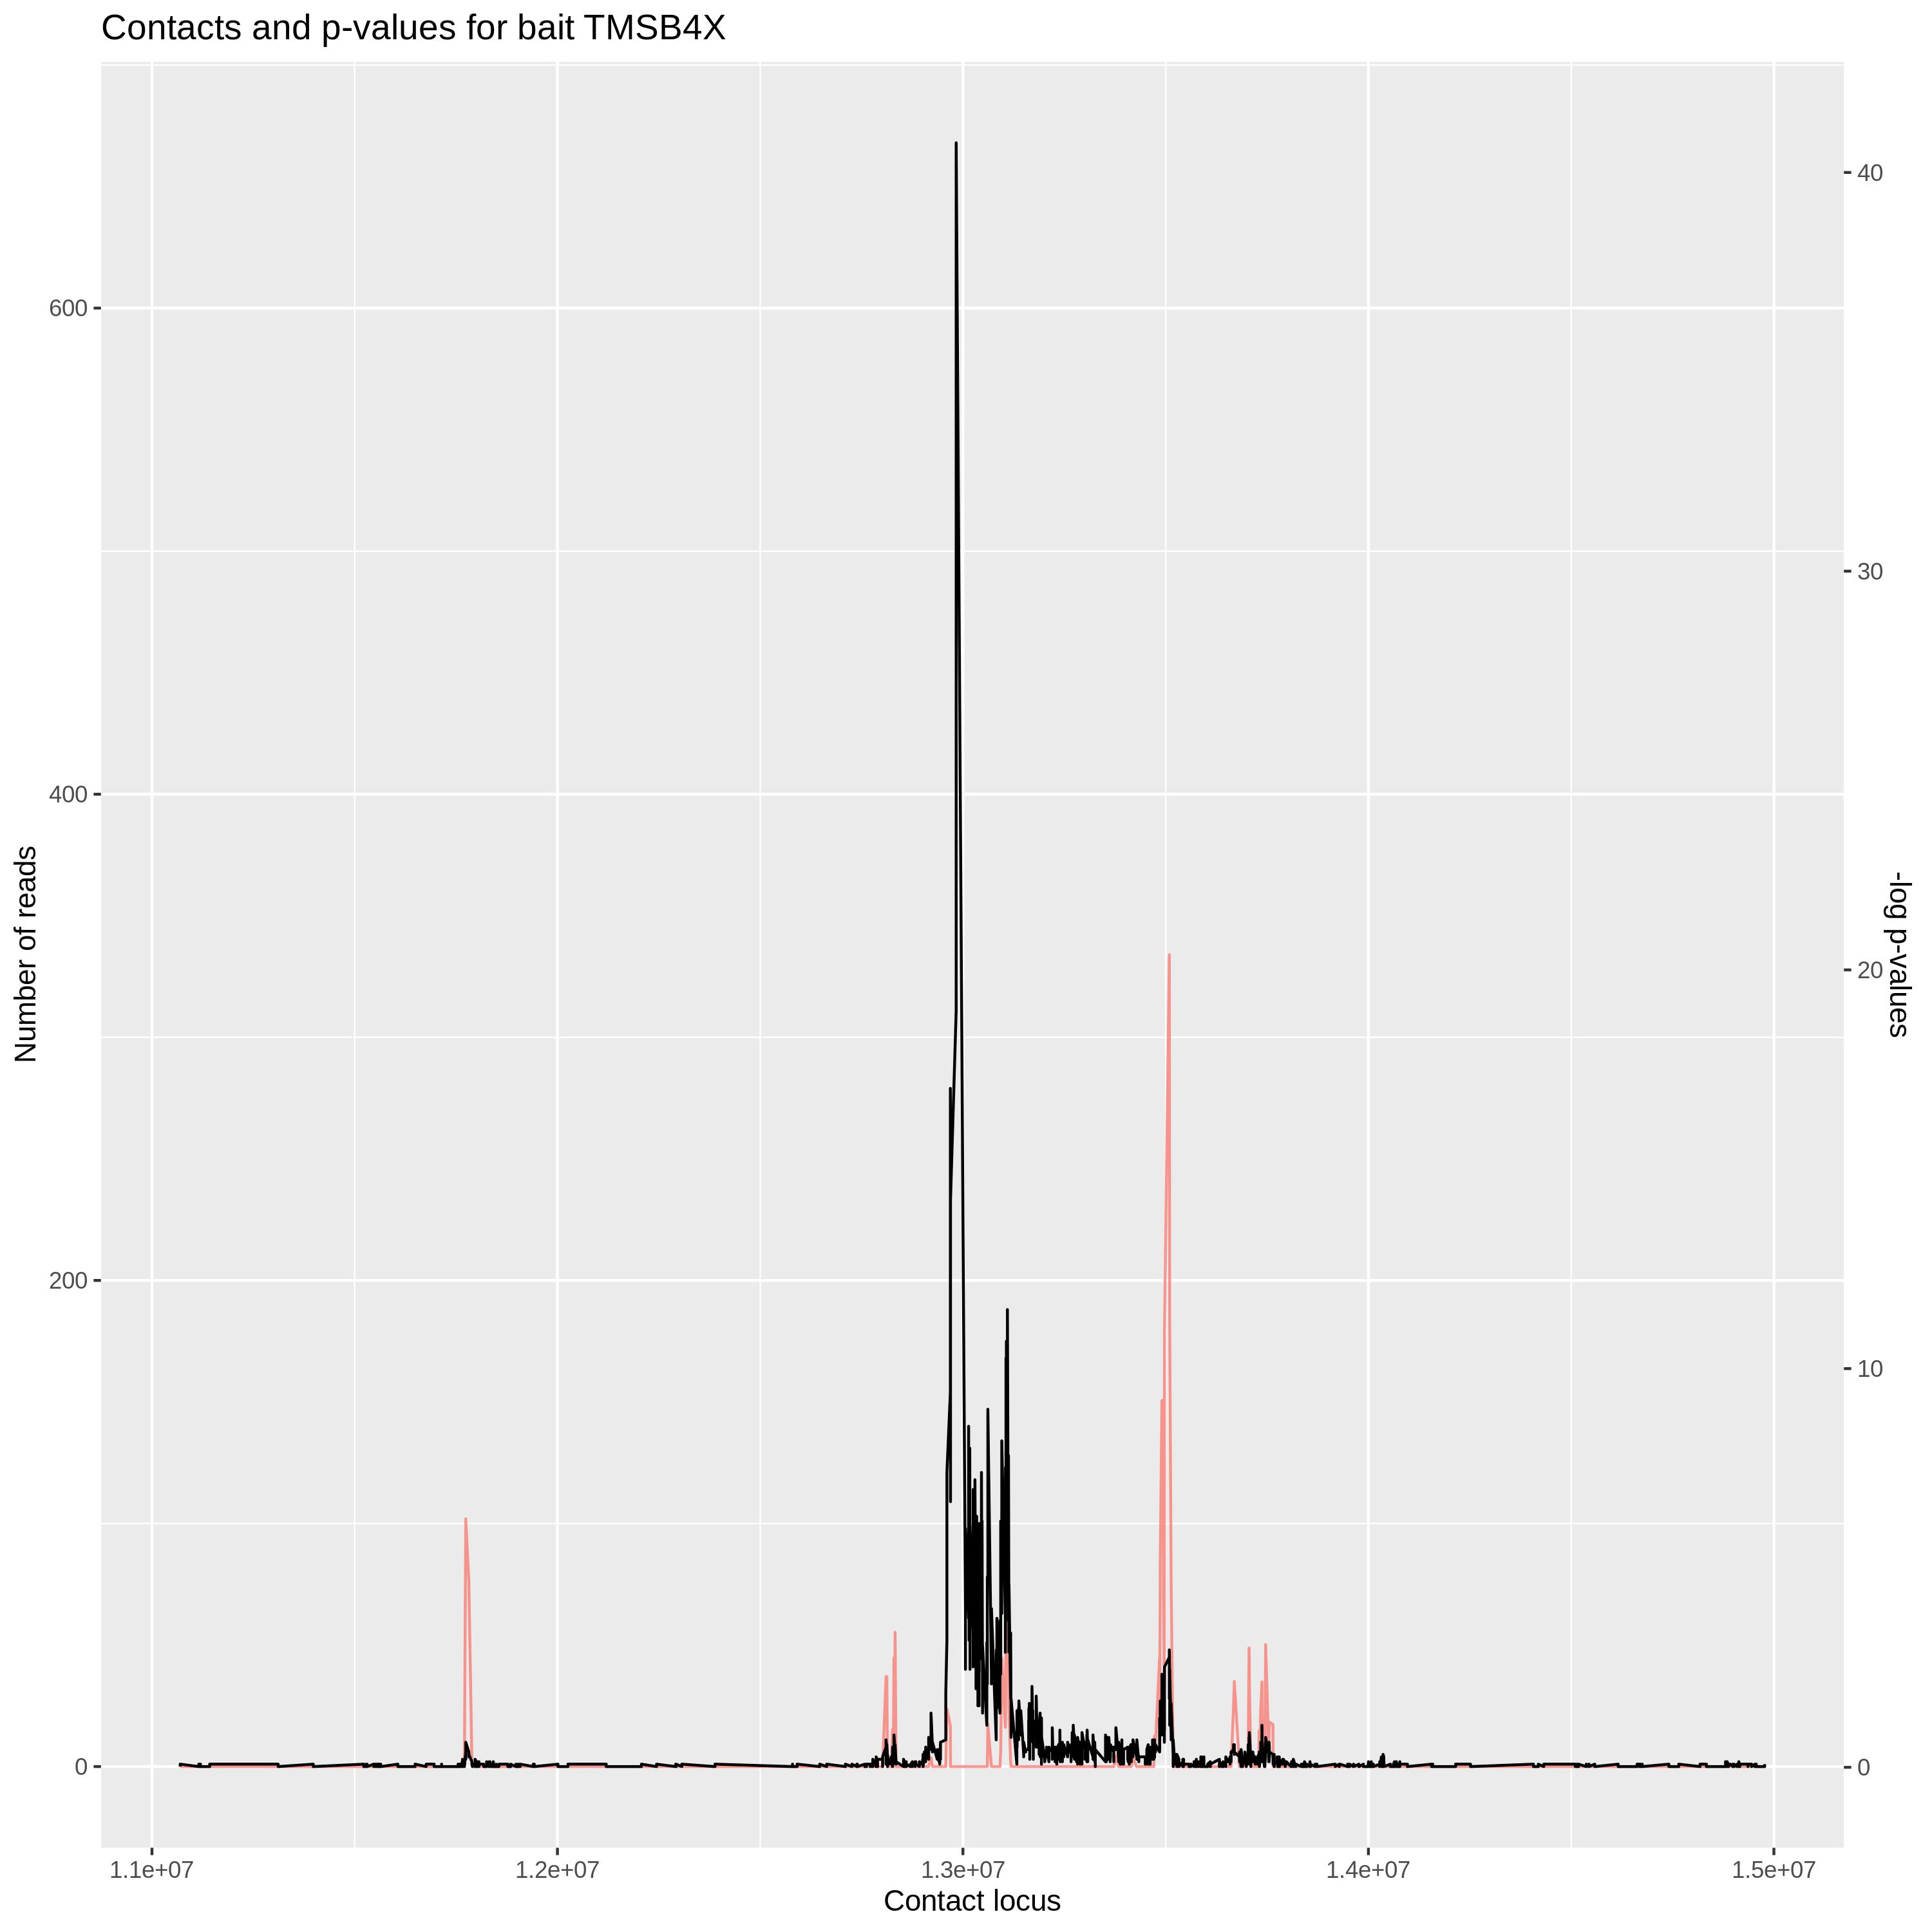 Contacts and p-values for bait TMSB4X
600
400
200
0
Number of reads
40
30
20
10
0
-log p-values
1.1e+07
1.2e+07
1.3e+07
1.4e+07
1.5e+07
Contact locus